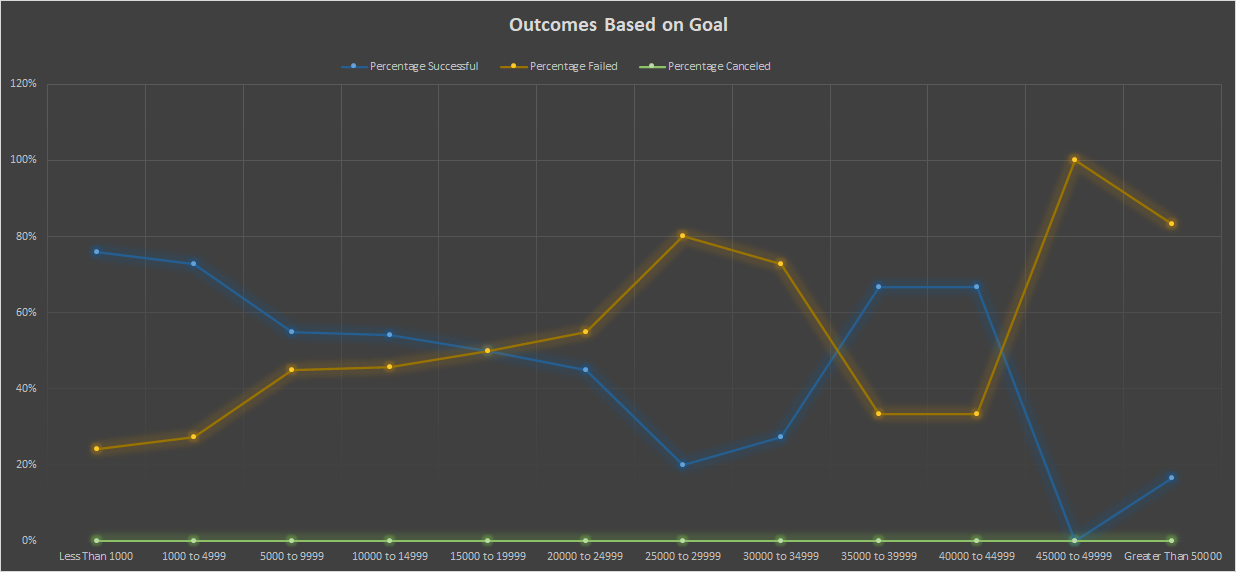 Outcomes Based on Goal
Percentage Successful Percentage Failed Percentage Canceled
120%
100%
80%
60%
40%
20%
0%
Less Than 1000 1000 to 4999 5000 to 9999 10000 to 14999 15000 to 19999 20000 to 24999 25000 to 29999 30000 to 34999 35000 to 39999 40000 to 44999 45000 to 49999 Greater Than 50000